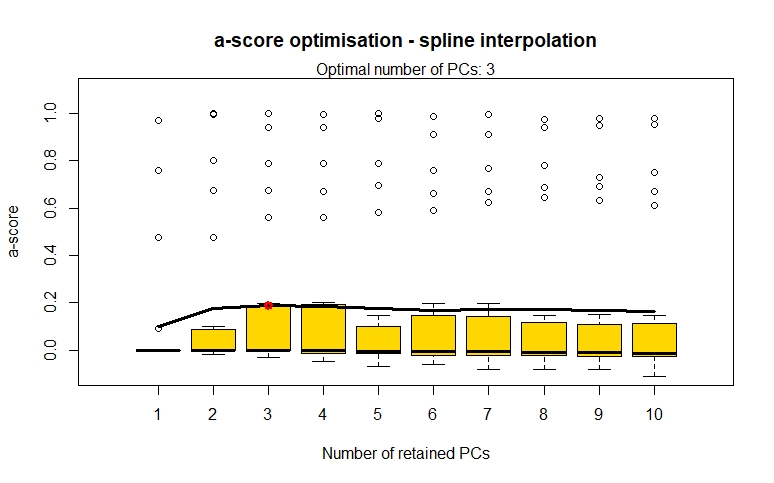 a-score optimisation - spline interpolation
Optimal number of PCs: 3
a-score
1.0
0.8
0.6
0.4
0.2
0.0
1 2 3 4 5 6 7 8 9 10
Number of retained PCs